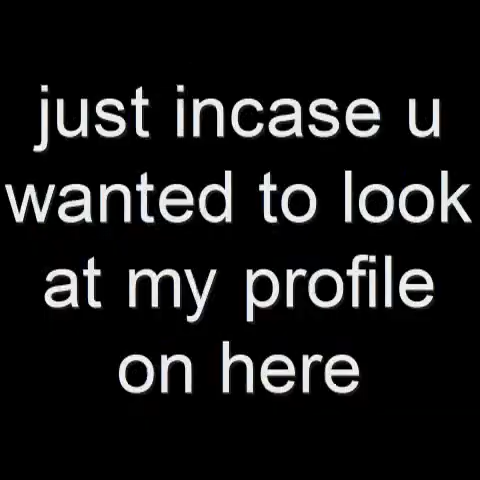 just incase u
wanted to look
at my profile
on here